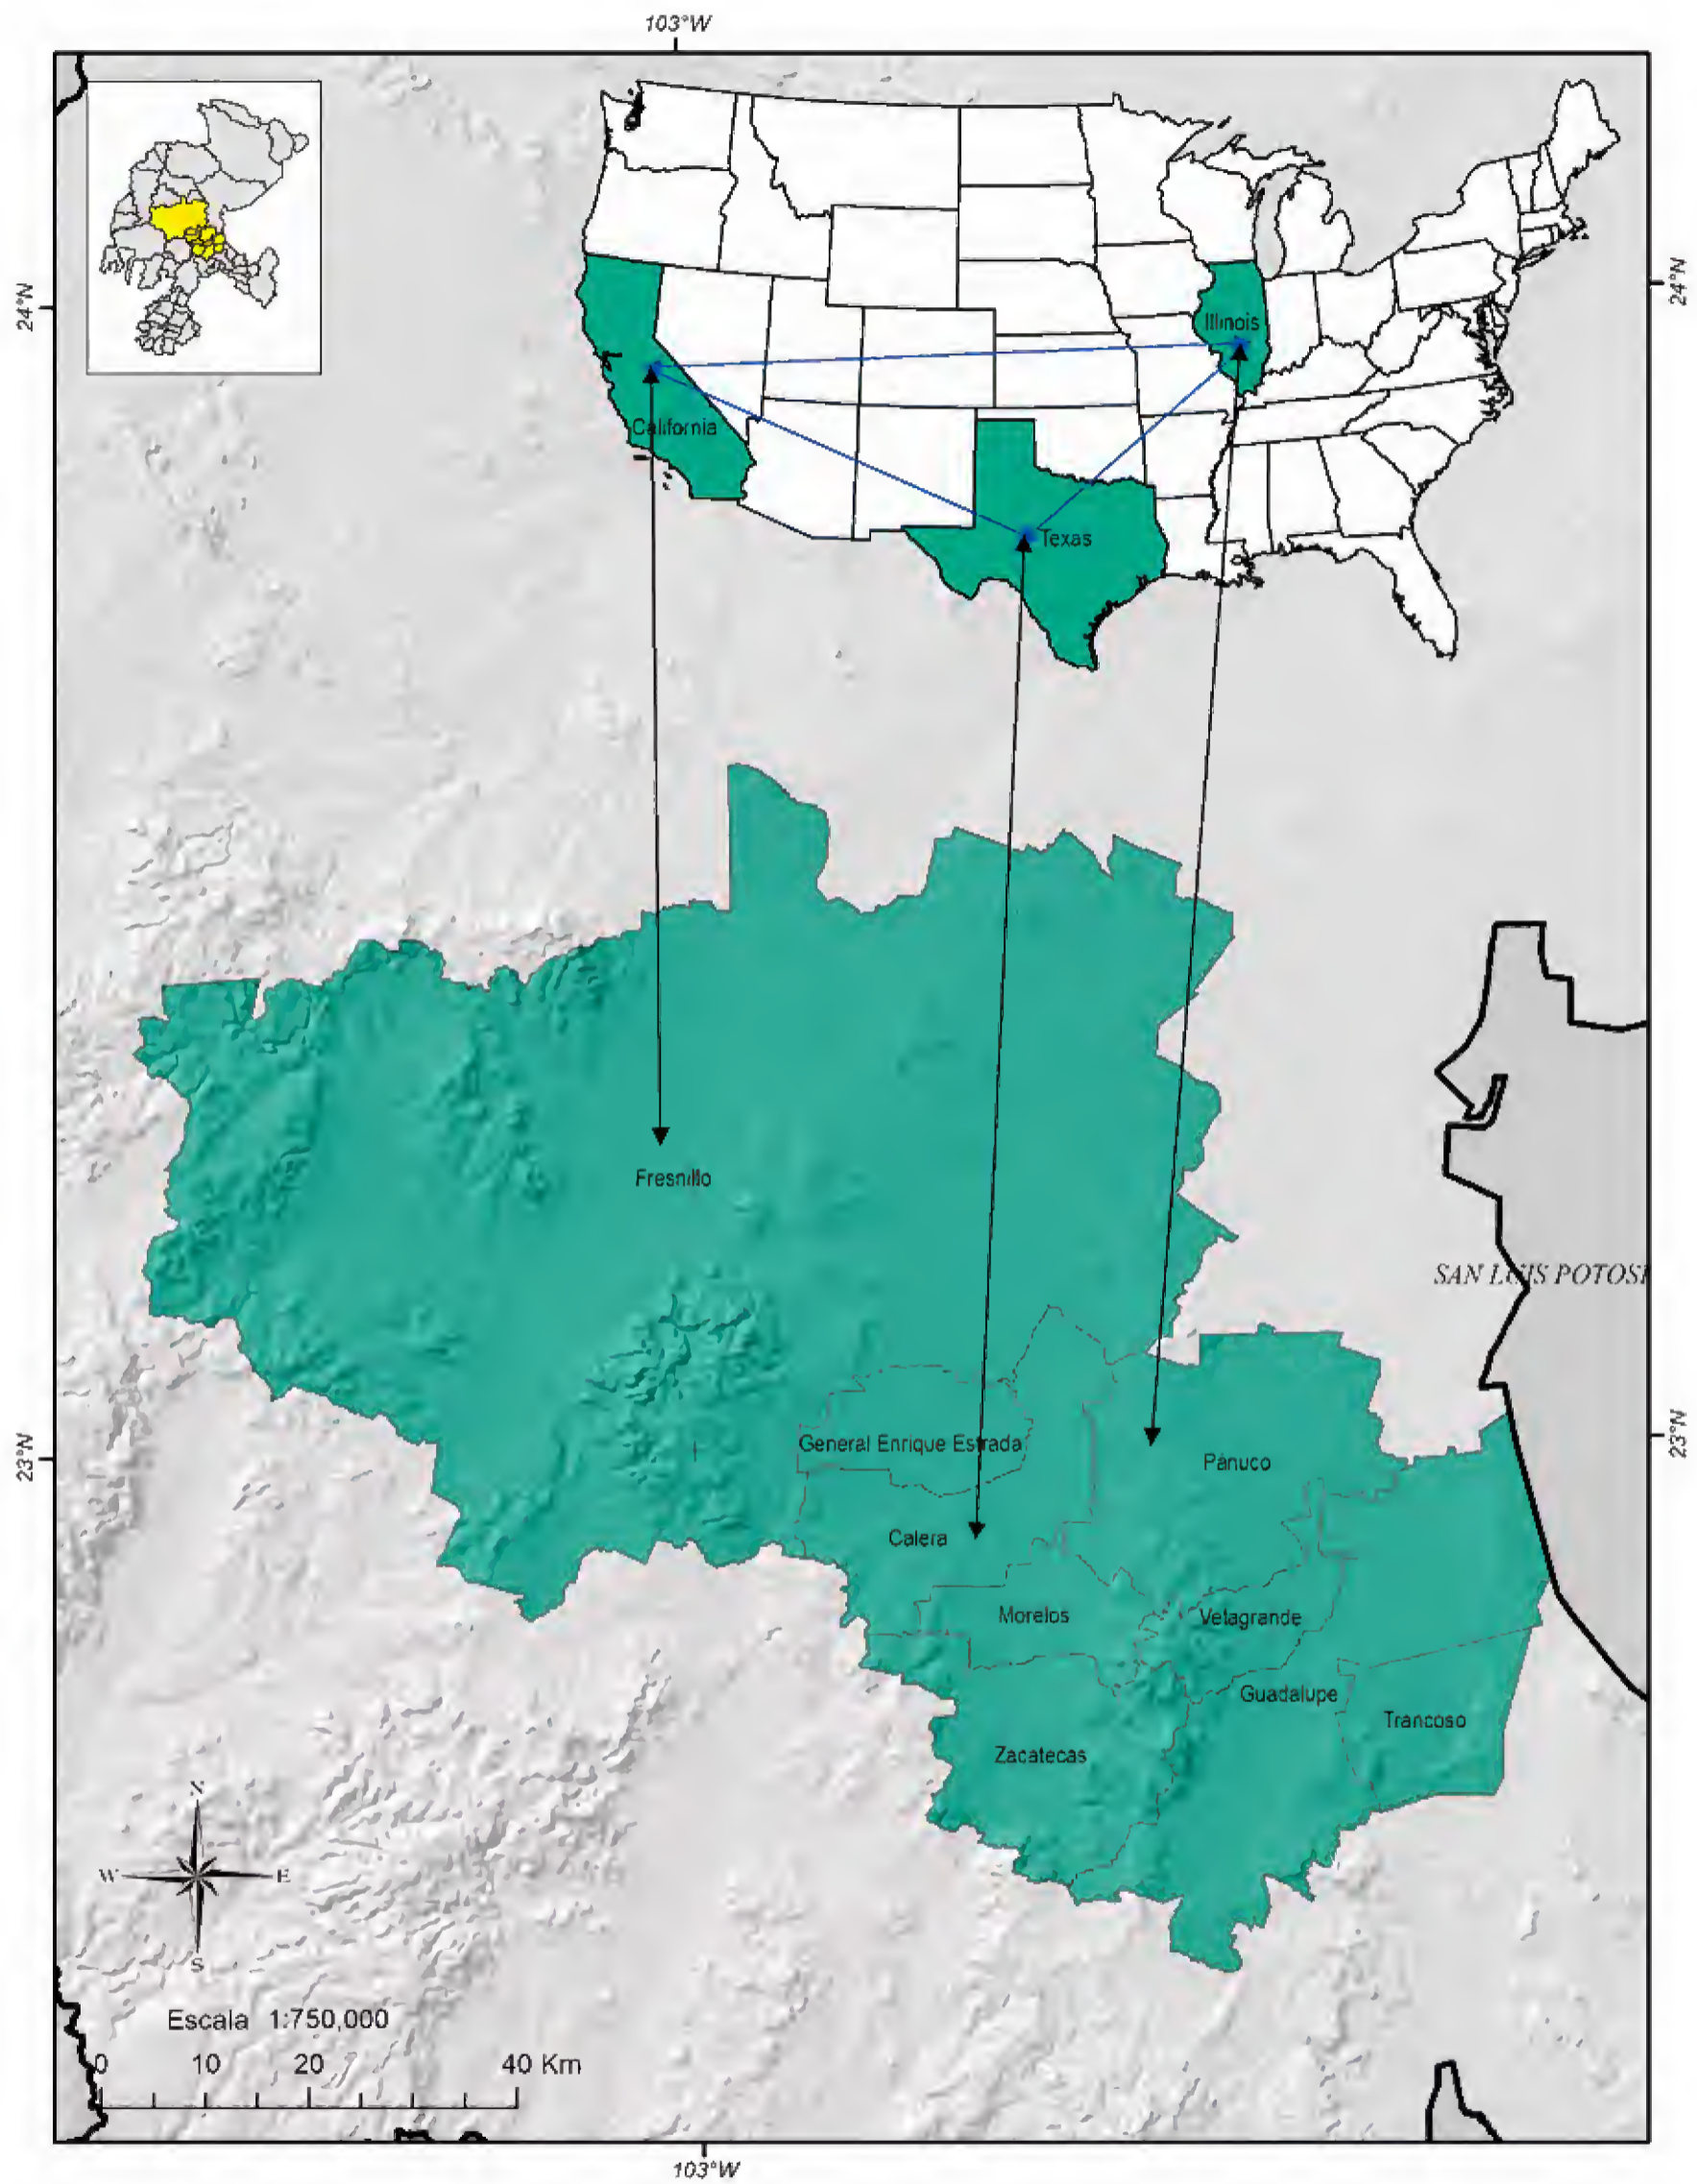 103°W
24°N
24°N
Illinois
California
Texas
Fresnillo
SAN LUIS POTOSI
General Enrique Estrada
23°N
23°N
Pánuco
Calera
Morelos
Vetagrande
Guadalupe
Trancoso
Zacatecas
N
W
E
S
Escala 1:750,000
0 10 20 40 Km
103°W